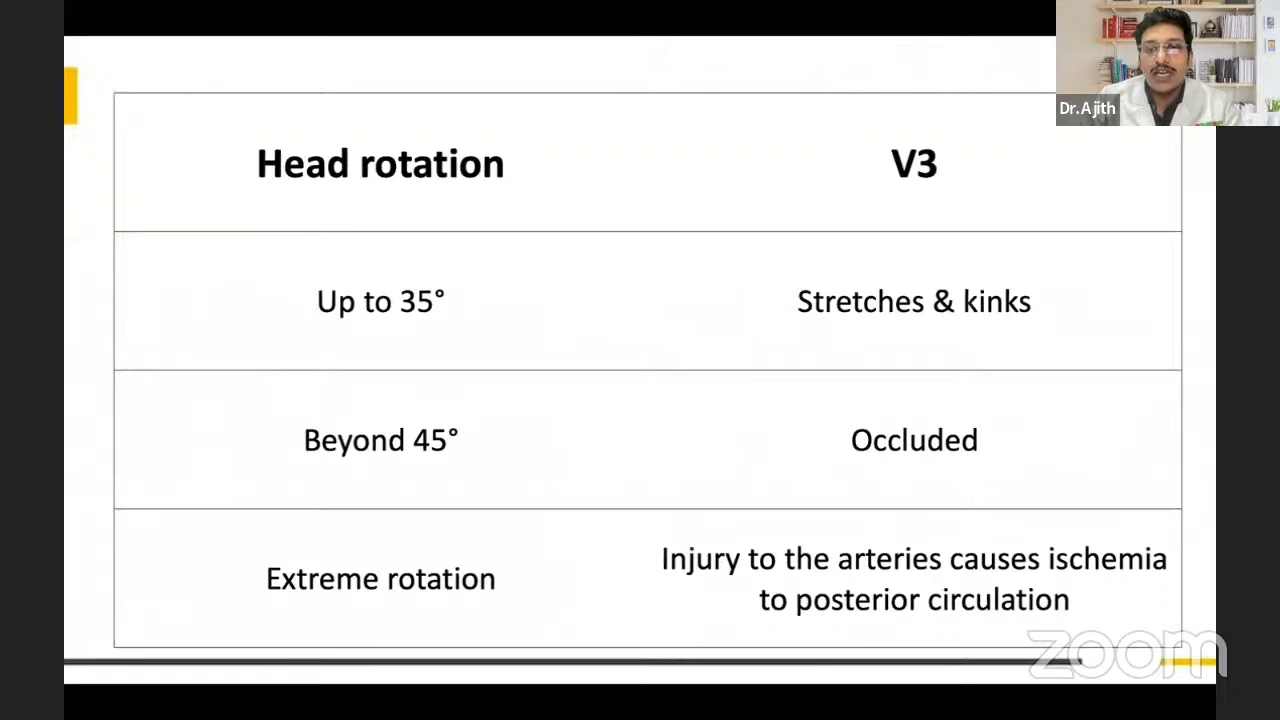 Dr.Ajith
Head rotation
V3
Up to 35°
Stretches & kinks
Beyond 45°
Occluded
Extreme rotation
Injury to the arteries causes ischemia
to posterior circulation
zoom